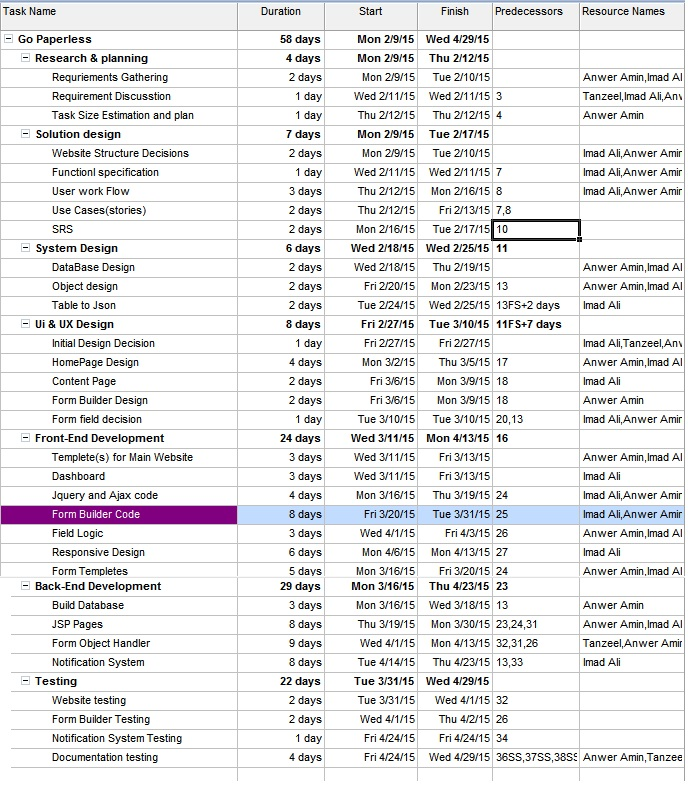 Task Name Duration Start Finish Predecessors Resource Names
Go Paperless 58 days Mon 2/9/15 Wed 4/29/15
Research & planning 4 days Mon 2/9/15 Thu 2/12/15
Requriements Gathering 2 days Mon 2/9/15 Tue 2/10/15 Anwer Amin,Imad Al
Requirement Discusstion 1 day Wed 2/11/15 Wed 2/11/15 3 Tanzeel,Imad Ali,Anw
Task Size Estimation and plan 1 day Thu 2/12/15 Thu 2/12/15 4 Anwer Amin
Solution design 7 days Mon 2/9/15 Tue 2/17/15
Website Structure Decisions 2 days Mon 2/9/15 Tue 2/10/15 Imad Ali,Anwer Amin
Functionl specification 1 day Wed 2/11/15 Wed 2/11/15 7 Imad Ali,Anwer Amin
User work Flow 3 days Thu 2/12/15 Mon 2/16/15 8 Imad Ali,Anwer Amin
Use Cases(stories) 2 days Thu 2/12/15 Fri 2/13/15 7,8
SRS 2 days Mon 2/16/15 Tue 2/17/15 10
System Design 6 days Wed 2/18/15 Wed 2/25/15 11
DataBase Design 2 days Wed 2/18/15 Thu 2/19/15 Anwer Amin,Imad Al
Object design 2 days Fri 2/20/15 Mon 2/23/15 13 Anwer Amin,Imad Al
Table to Json 2 days Tue 2/24/15 Wed 2/25/15 13FS+2 days Imad Ali
Ui & UX Design 8 days Fri 2/27/15 Tue 3/10/15 11FS+7 days
Initial Design Decision 1 day Fri 2/27/15 Fri 2/27/15 Imad Ali,Tanzeel,Anw
HomePage Design 4 days Mon 3/2/15 Thu 3/5/15 17 Anwer Amin,Imad Al
Content Page 2 days Fri 3/6/15 Mon 3/9/15 18 Imad Ali
Form Builder Design 2 days Fri 3/6/15 Mon 3/9/15 18 Anwer Amin
Form field decision 1 day Tue 3/10/15 Tue 3/10/15 20,13 Imad Ali,Anwer Amin
Front-End Development 24 days Wed 3/11/15 Mon 4/13/15 16
Templete(s) for Main Website 3 days Wed 3/11/15 Fri 3/13/15 Anwer Amin,Imad Al
Dashboard 3 days Wed 3/11/15 Fri 3/13/15 Imad Ali
Jquery and Ajax code 4 days Mon 3/16/15 Thu 3/19/15 24 Imad Ali,Anwer Amin
Form Builder Code 8 days Fri 3/20/15 Tue 3/31/15 25 Imad Ali,Anwer Amin
Field Logic 3 days Wed 4/1/15 Fri 4/3/15 26 Anwer Amin,Imad Al
Responsive Design 6 days Mon 4/6/15 Mon 4/13/15 27 Imad Ali
Form Templetes 5 days Mon 3/16/15 Fri 3/20/15 24 Anwer Amin,Imad Al
Back-End Development 29 days Mon 3/16/15 Thu 4/23/15 23
Build Database 3 days Mon 3/16/15 Wed 3/18/15 13 Anwer Amin
JSP Pages 8 days Thu 3/19/15 Mon 3/30/15 23,24,31 Anwer Amin,Imad Al
Form Object Handler 9 days Wed 4/1/15 Mon 4/13/15 32,31,26 Tanzeel,Anwer Amin
Notification System 8 days Tue 4/14/15 Thu 4/23/15 13,33 Imad Ali
Testing 22 days Tue 3/31/15 Wed 4/29/15
Website testing 2 days Tue 3/31/15 Wed 4/1/15 32
Form Builder Testing 2 days Wed 4/1/15 Thu 4/2/15 26
Notification System Testing 1 day Fri 4/24/15 Fri 4/24/15 34
Documentation testing 4 days Fri 4/24/15 Wed 4/29/15 36SS,37SS,38SS Anwer Amin,Tanzee